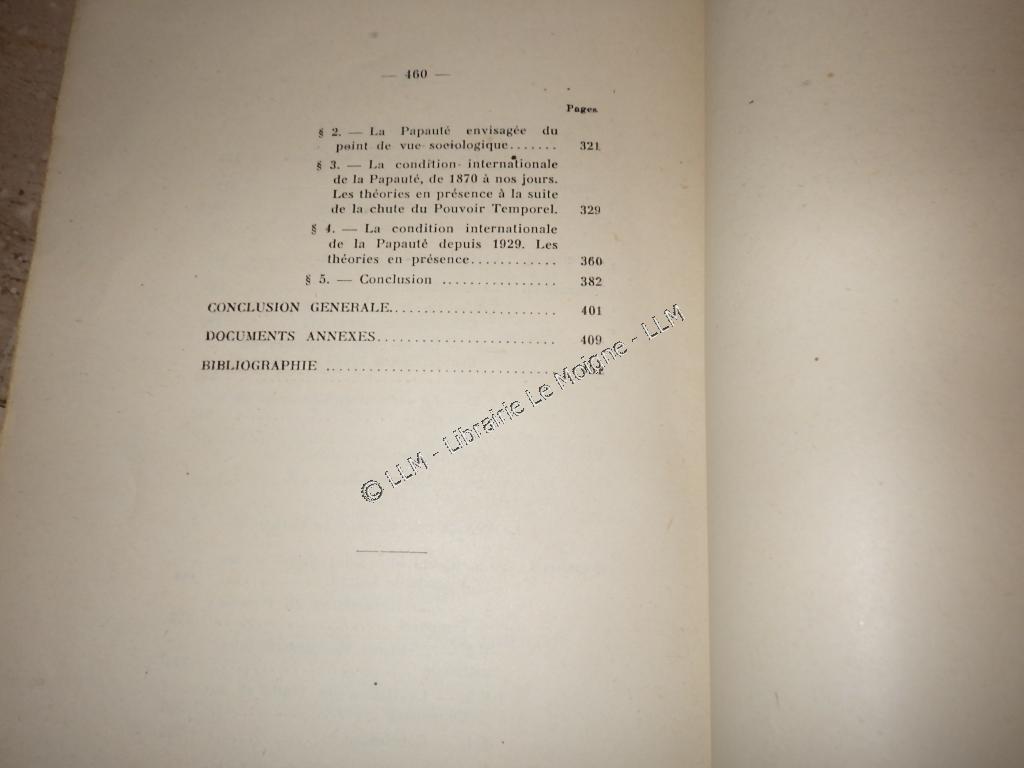 — 460 —
Pages
§ 2. — La Papauté envisagée du
point de vue sociologique....... 321
§ 3. — La condition internationale
de la Papauté, de 1870 à nos jours.
Les théories en présence à la suite
de la chute du Pouvoir Temporel. 329
§ 4. — La condition internationale
de la Papauté depuis 1929. Les
théories en présence............ 360
§ 5. — Conclusion ................ 382
CONCLUSION GENERALE....................... 401
DOCUMENTS ANNEXES......................... 409
BIBLIOGRAPHIE ................................
© LLM - Librairie Le Moigne - LLM